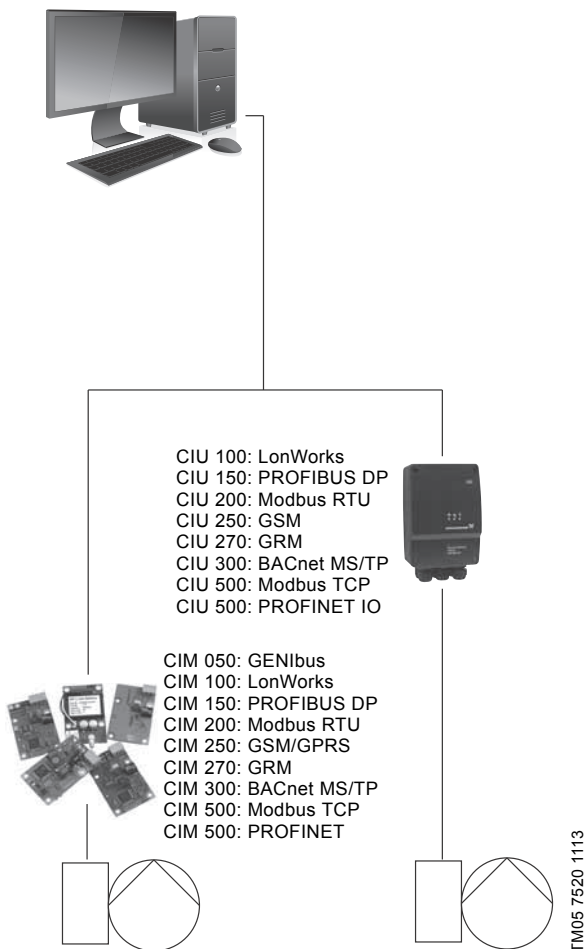 CIU 100: LonWorks
CIU 150: PROFIBUS DP
CIU 200: Modbus RTU
CIU 250: GSM
CIU 270: GRM
CIU 300: BACnet MS/TP
CIU 500: Modbus TCP
CIU 500: PROFINET IO
CIM 050: GENIbus
CIM 100: LonWorks
CIM 150: PROFIBUS DP
CIM 200: Modbus RTU
CIM 250: GSM/GPRS
CIM 270: GRM
CIM 300: BACnet MS/TP
CIM 500: Modbus TCP
CIM 500: PROFINET
TM05 7520 1113